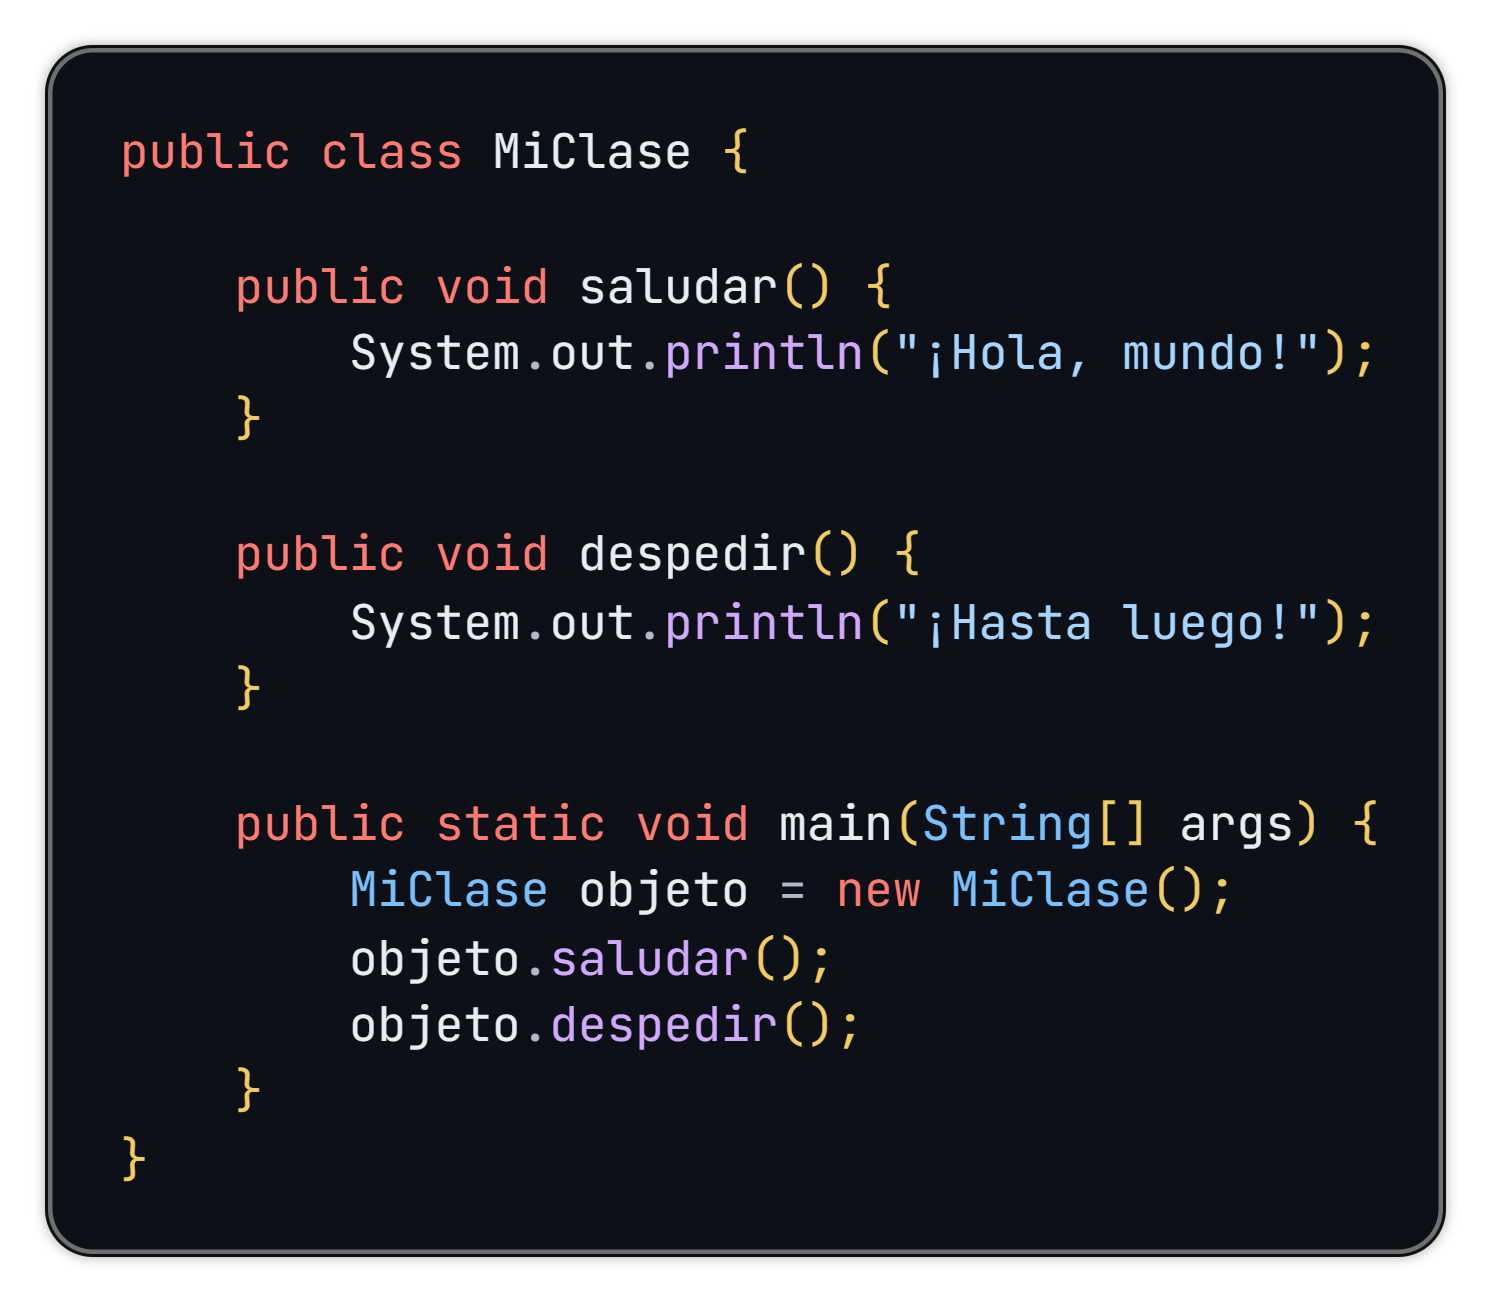 public class MiClase {
    public void saludar() {
        System.out.println("¡Hola, mundo!");
    }
    public void despedir() {
        System.out.println("¡Hasta luego!");
    }
    public static void main(String[] args) {
        MiClase objeto = new MiClase();
        objeto.saludar();
        objeto.despedir();
    }
}